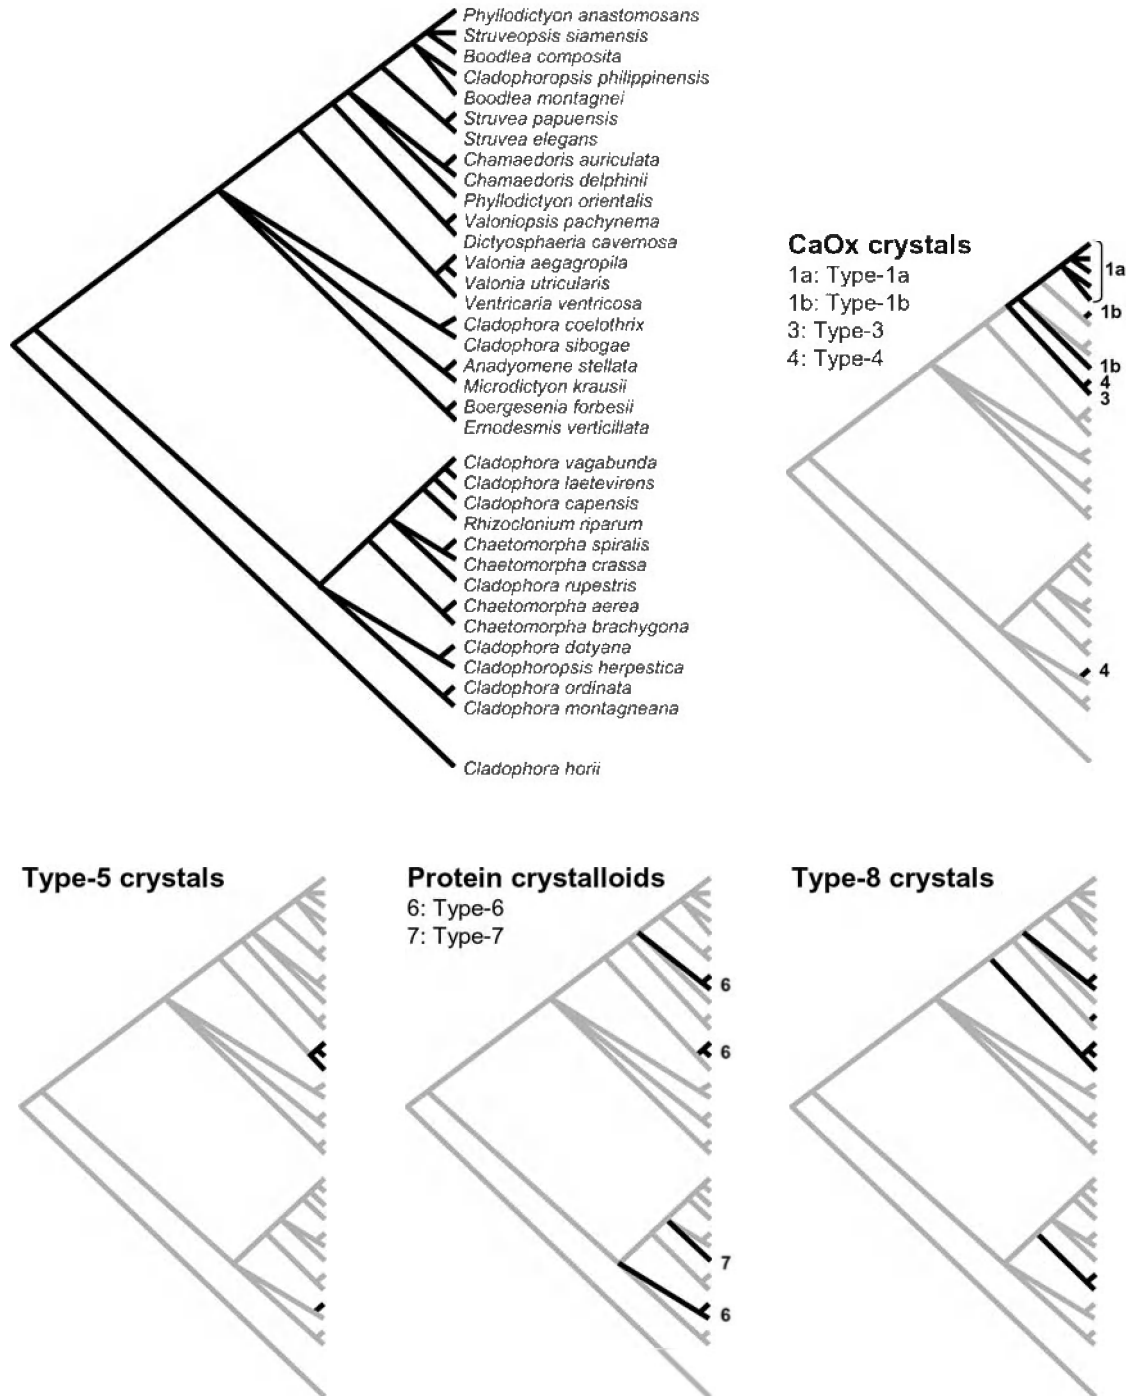 Phyllodictyon anastomosans
Struveopsis siamensis
Boodlea composita
Cladophoropsis philippinensis
Boodlea montagnei
Struvea papuensis
Struvea elegans
Chamaedoris auriculata
Chamaedoris delphinii
Phyllodictyon orientalis
Valoniopsis pachynema
Dictyosphaeria cavernosa
Valonia aegagropila
Valonia utricularis
Ventricaria ventricosa
Cladophora coelothrix
Cladophora sibogae
Anadyomene stellata
Microdictyon krausii
Boergesenia forbesii
Ernodesmis verticillata
Cladophora vagabunda
Cladophora laetevirens
Cladophora capensis
Rhizoclonium riparum
Chaetomorpha spiralis
Chaetomorpha crassa
Cladophora rupestris
Chaetomorpha aerea
Chaetomorpha brachygona
Cladophora dotyana
Cladophoropsis herpestica
Cladophora ordinata
Cladophora montagneana
Cladophora horii
CaOx crystals
1a: Type-1a
1b: Type-1b
3: Type-3
4: Type-4
1a
1b
1b
4
3
4
Type-5 crystals
Protein crystalloids
6: Type-6
7: Type-7
6
6
7
6
Type-8 crystals